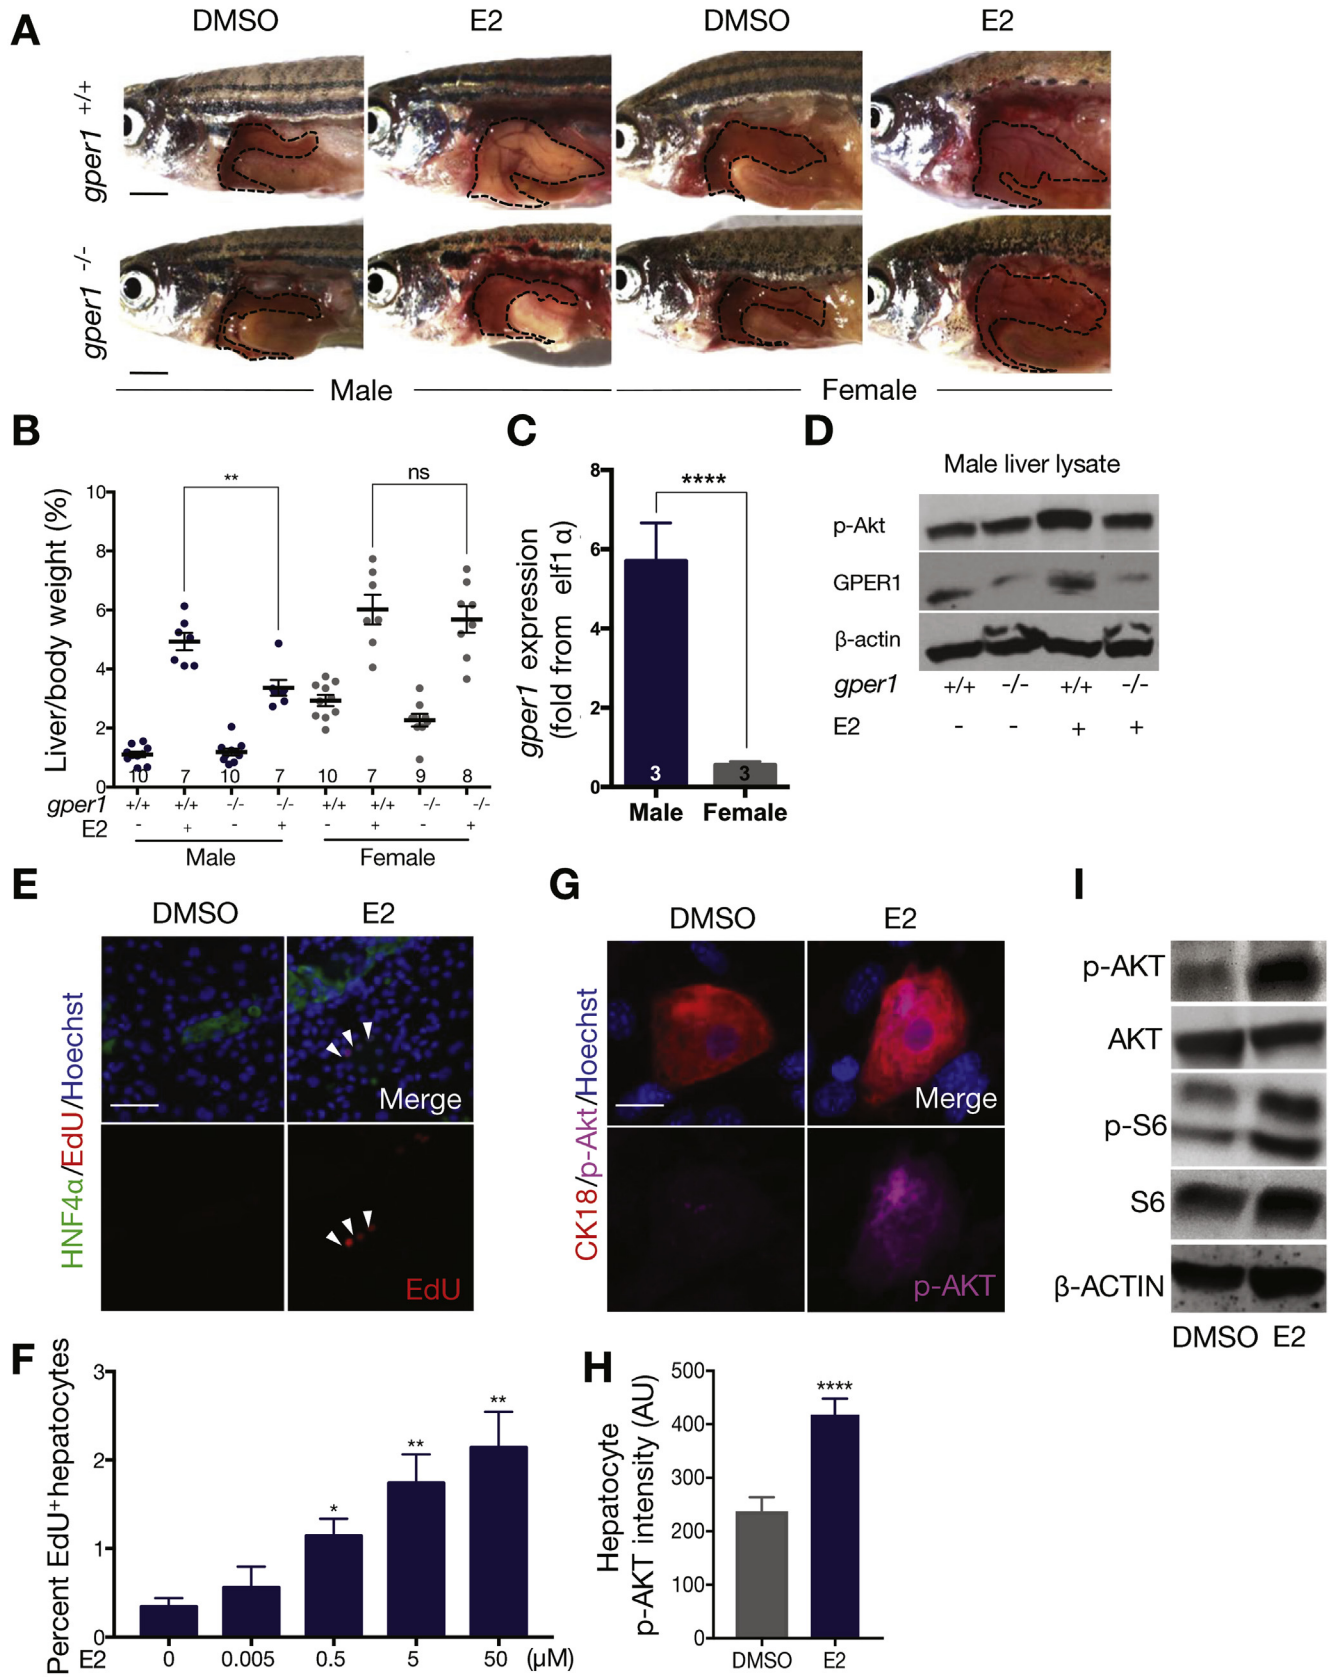 A
DMSO E2 DMSO E2
gper1 +/+
gper1 -/-
Male Female
B
Liver/body weight (%)
10
8
6
4
2
0
** ns
10 7 10 7 10 7 9 8
gper1 +/+ +/+ -/- -/- +/+ +/+ -/- -/-
E2 - + - + - + - +
Male Female
C
gper1 expression
(fold from elf1α)
8
6
4
2
0
****
3 3
Male Female
D
Male liver lysate
p-Akt
GPER1
β-actin
gper1 +/+ -/- +/+ -/-
E2 - - + +
E
DMSO E2
HNF4α/EdU/Hoechst
Merge
EdU
F
Percent EdU+hepatocytes
3
2
1
0
* ** **
E2 0 0.005 0.5 5 50 (μM)
G
DMSO E2
CK18/p-Akt/Hoechst
Merge
p-AKT
H
Hepatocyte
p-AKT intensity (AU)
500
400
300
200
100
0
****
DMSO E2
I
p-AKT
AKT
p-S6
S6
β-ACTIN
DMSO E2